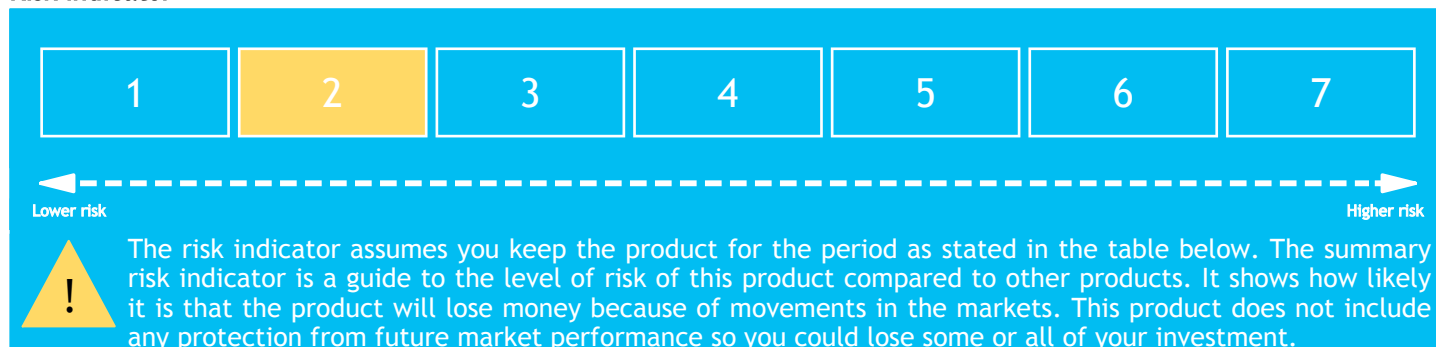 1 2 3 4 5 6 7
Lower risk Higher risk
The risk indicator assumes you keep the product for the period as stated in the table below. The summary
risk indicator is a guide to the level of risk of this product compared to other products. It shows how likely
! it is that the product will lose money because of movements in the markets. This product does not include
any protection from future market performance so you could lose some or all of your investment.